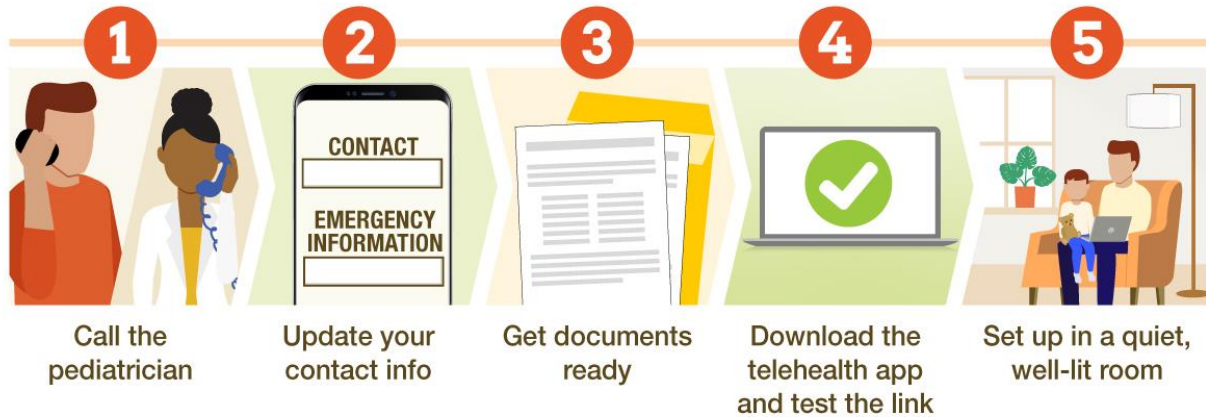 1
2
3
4
5
CONTACT
EMERGENCY
INFORMATION
Call the
pediatrician
Update your
contact info
Get documents
ready
Download the
telehealth app
and test the link
Set up in a quiet,
well-lit room